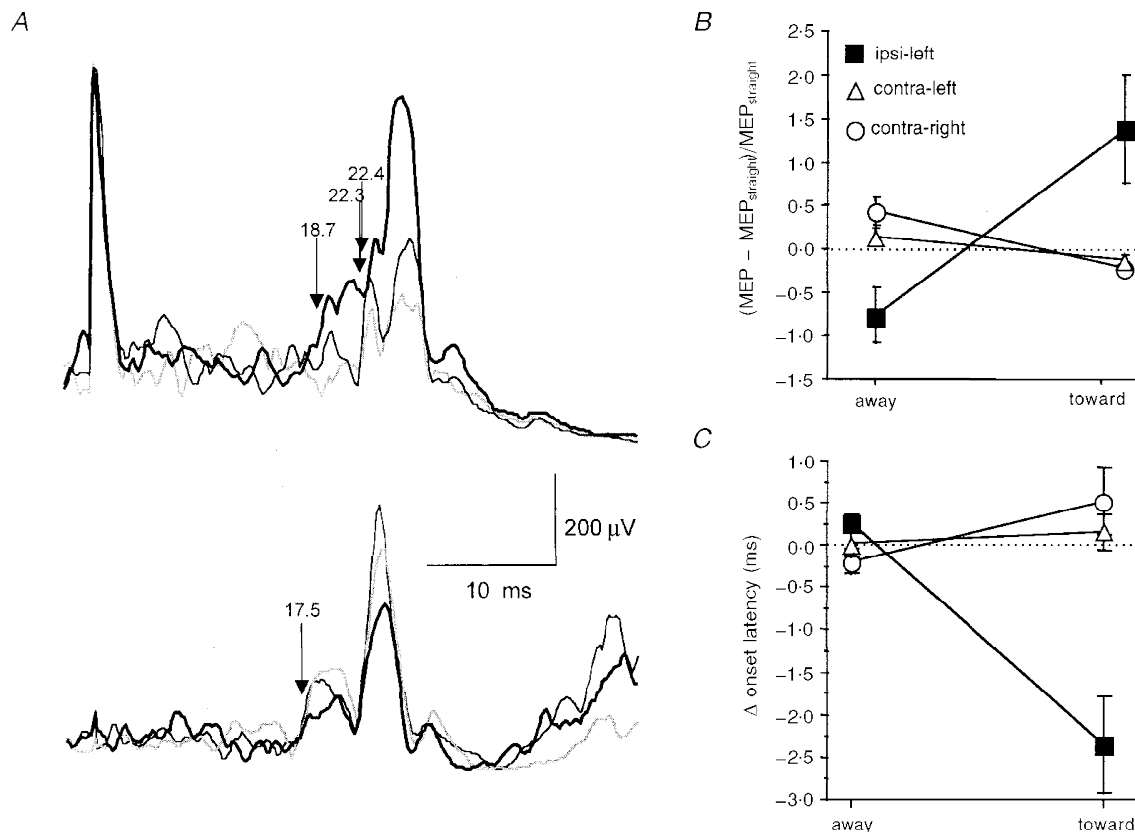 A
22.4
22.3
18.7
200 µV
10 ms
17.5
B
(MEP – MEPstraight)/MEPstraight
2·5
2·0
1·5
1·0
0·5
0·0
−0·5
−1·0
−1·5
ipsi-left
contra-left
contra-right
away
toward
C
Δ onset latency (ms)
1·0
0·5
0·0
−0·5
−1·0
−1·5
−2·0
−2·5
−3·0
away
toward